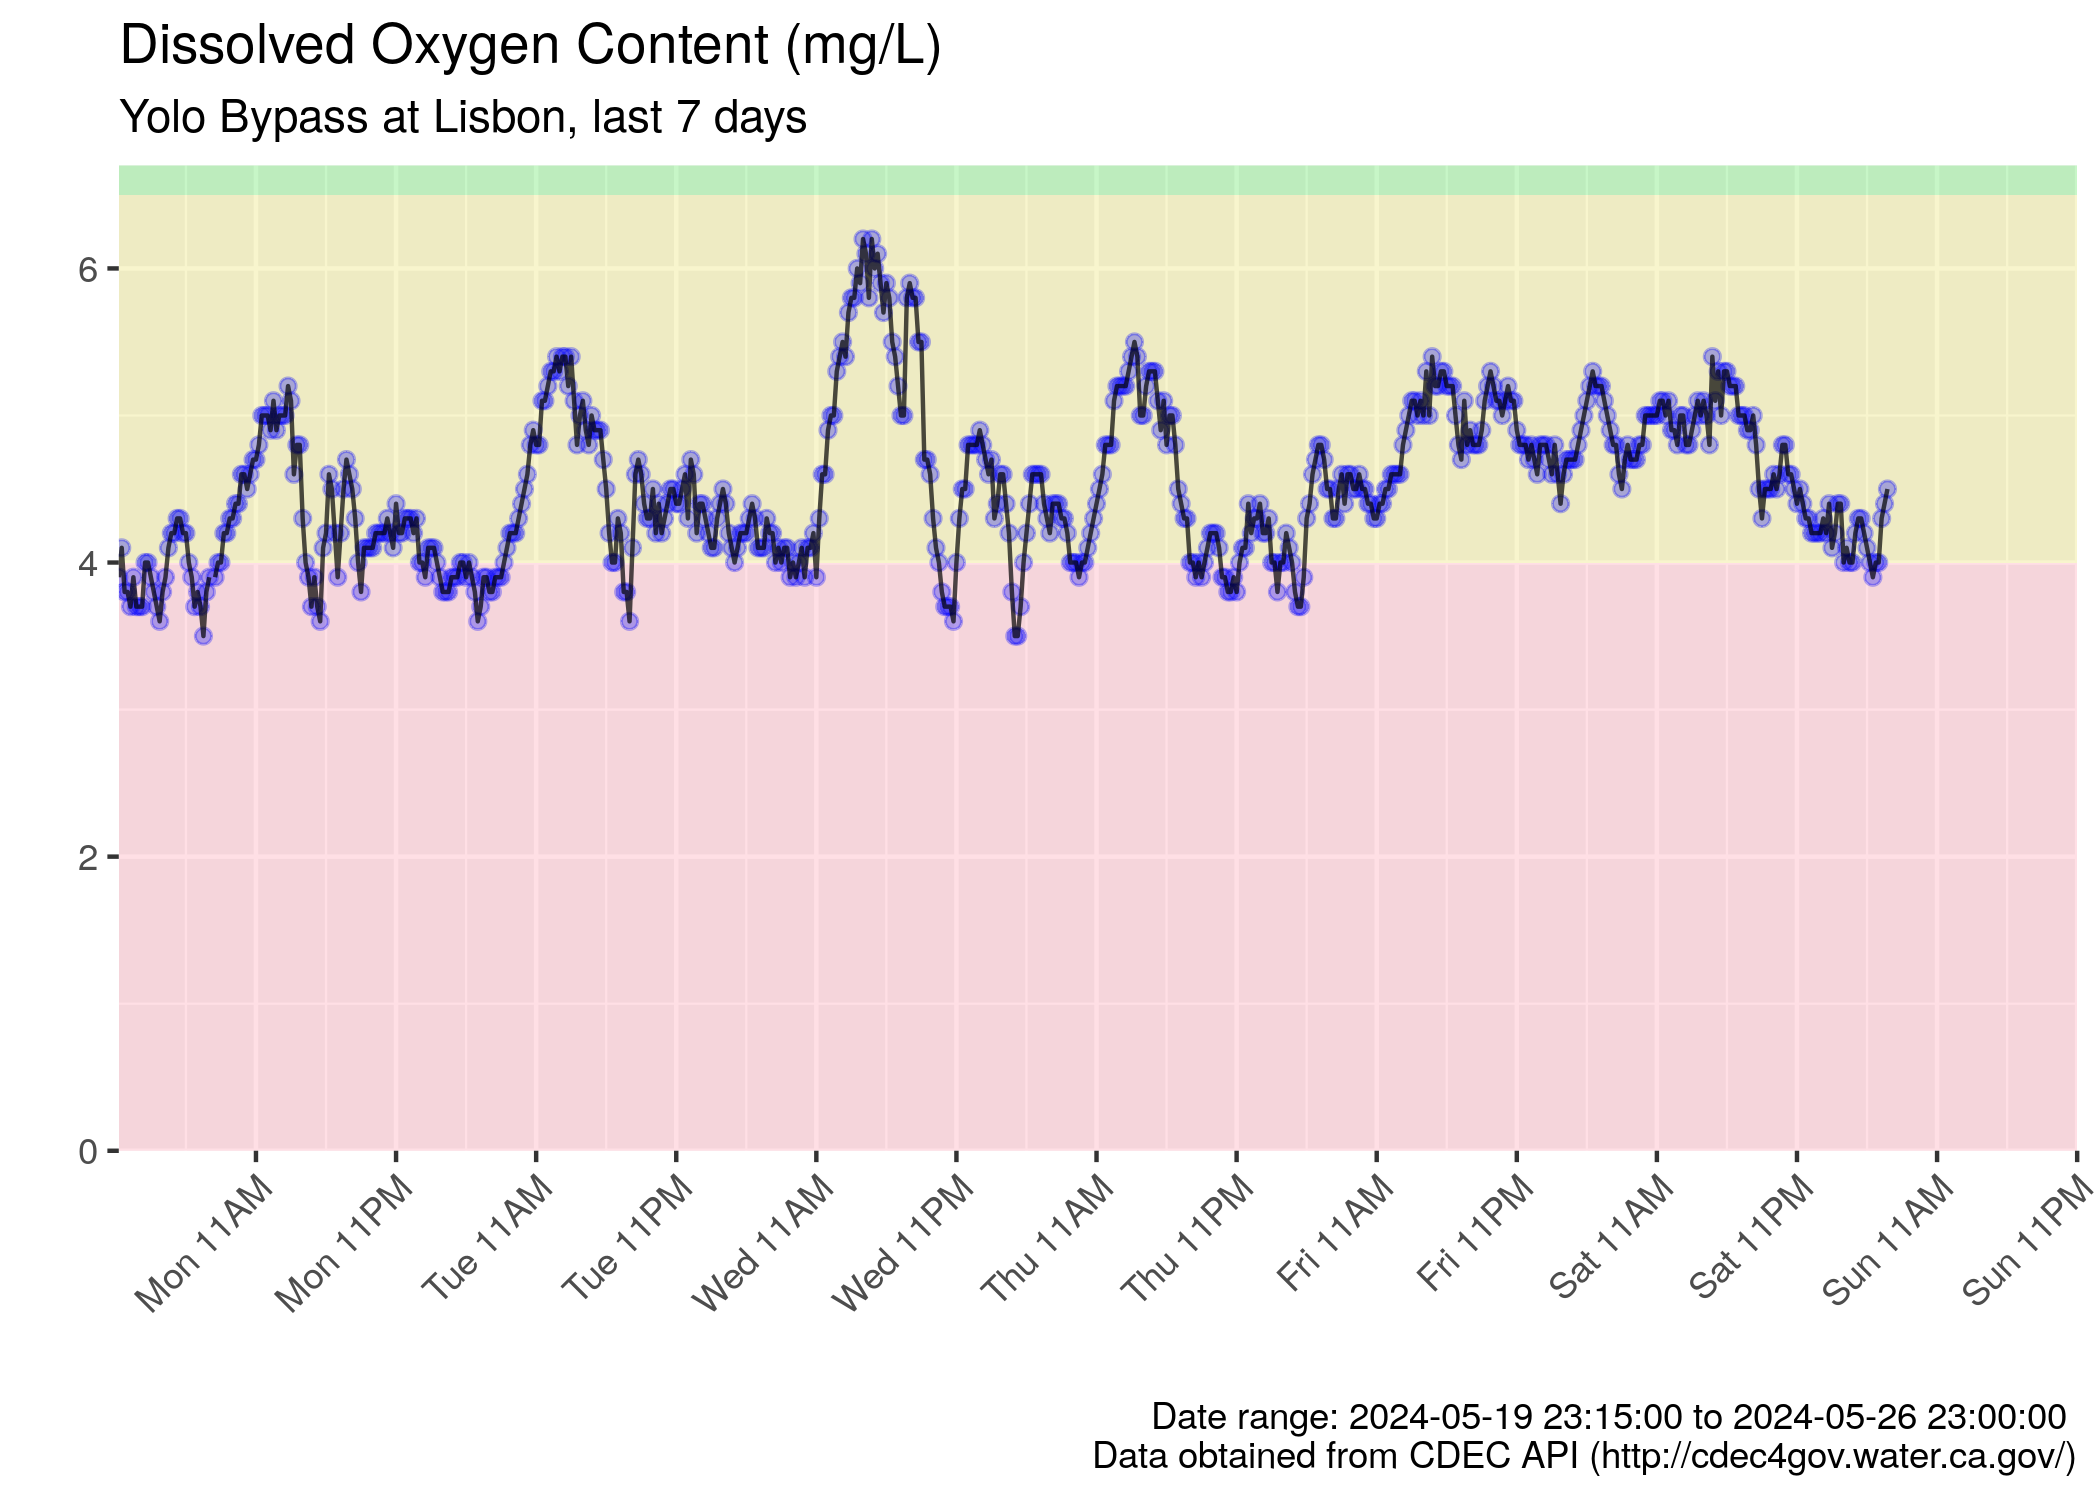 Dissolved Oxygen Content (mg/L)
Yolo Bypass at Lisbon, last 7 days
6
4
2
0
Mon 11AM
Mon 11PM
Tue 11AM
Tue 11PM
Wed 11AM
Wed 11PM
Thu 11AM
Thu 11PM
Fri 11AM
Fri 11PM
Sat 11AM
Sat 11PM
Sun 11AM
Sun 11PM
Date range: 2024-05-19 23:15:00 to 2024-05-26 23:00:00
Data obtained from CDEC API (http://cdec4gov.water.ca.gov/)